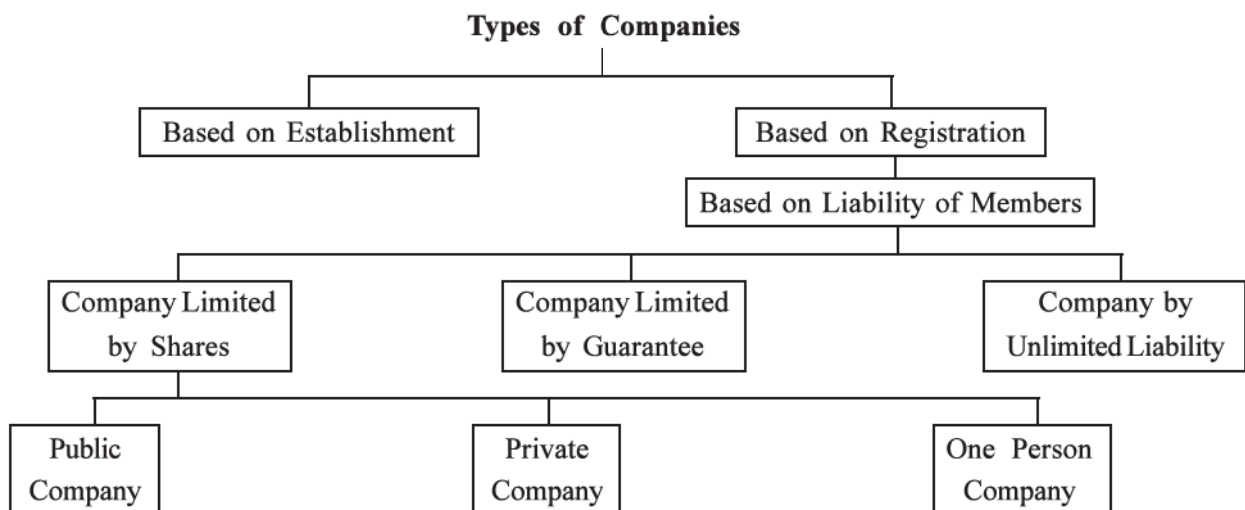 Types of Companies
Based on Establishment
Based on Registration
Based on Liability of Members
Company Limited
by Shares
Company Limited
by Guarantee
Company by
Unlimited Liability
Public
Company
Private
Company
One Person
Company